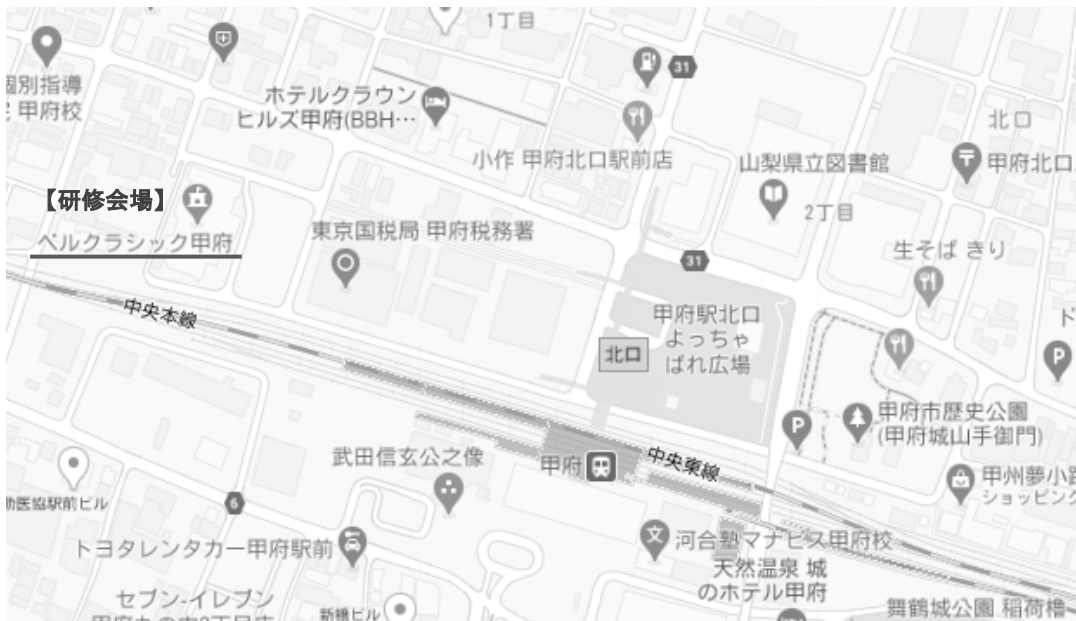 1丁目
31
個別指導
甲府校
ホテルクラウン
ヒルズ甲府(BBH…
小作 甲府北口駅前店
山梨県立図書館
北口
甲府北口
2丁目
【研修会場】
ベルクラシック甲府
東京国税局 甲府税務署
生そば きり
31
中央本線
甲府駅北口
よっちゃ
ばれ広場
北口
ド
P
甲府市歴史公園
(甲府城山手御門)
P
武田信玄公之像
甲府
中央東線
甲州夢小路
ショッピング
医協駅前ビル
6
文
河合塾マナビス甲府校
トヨタレンタカー甲府駅前
天然温泉 城
のホテル甲府
セブン-イレブン
新橋ビル
舞鶴城公園 稲荷櫓